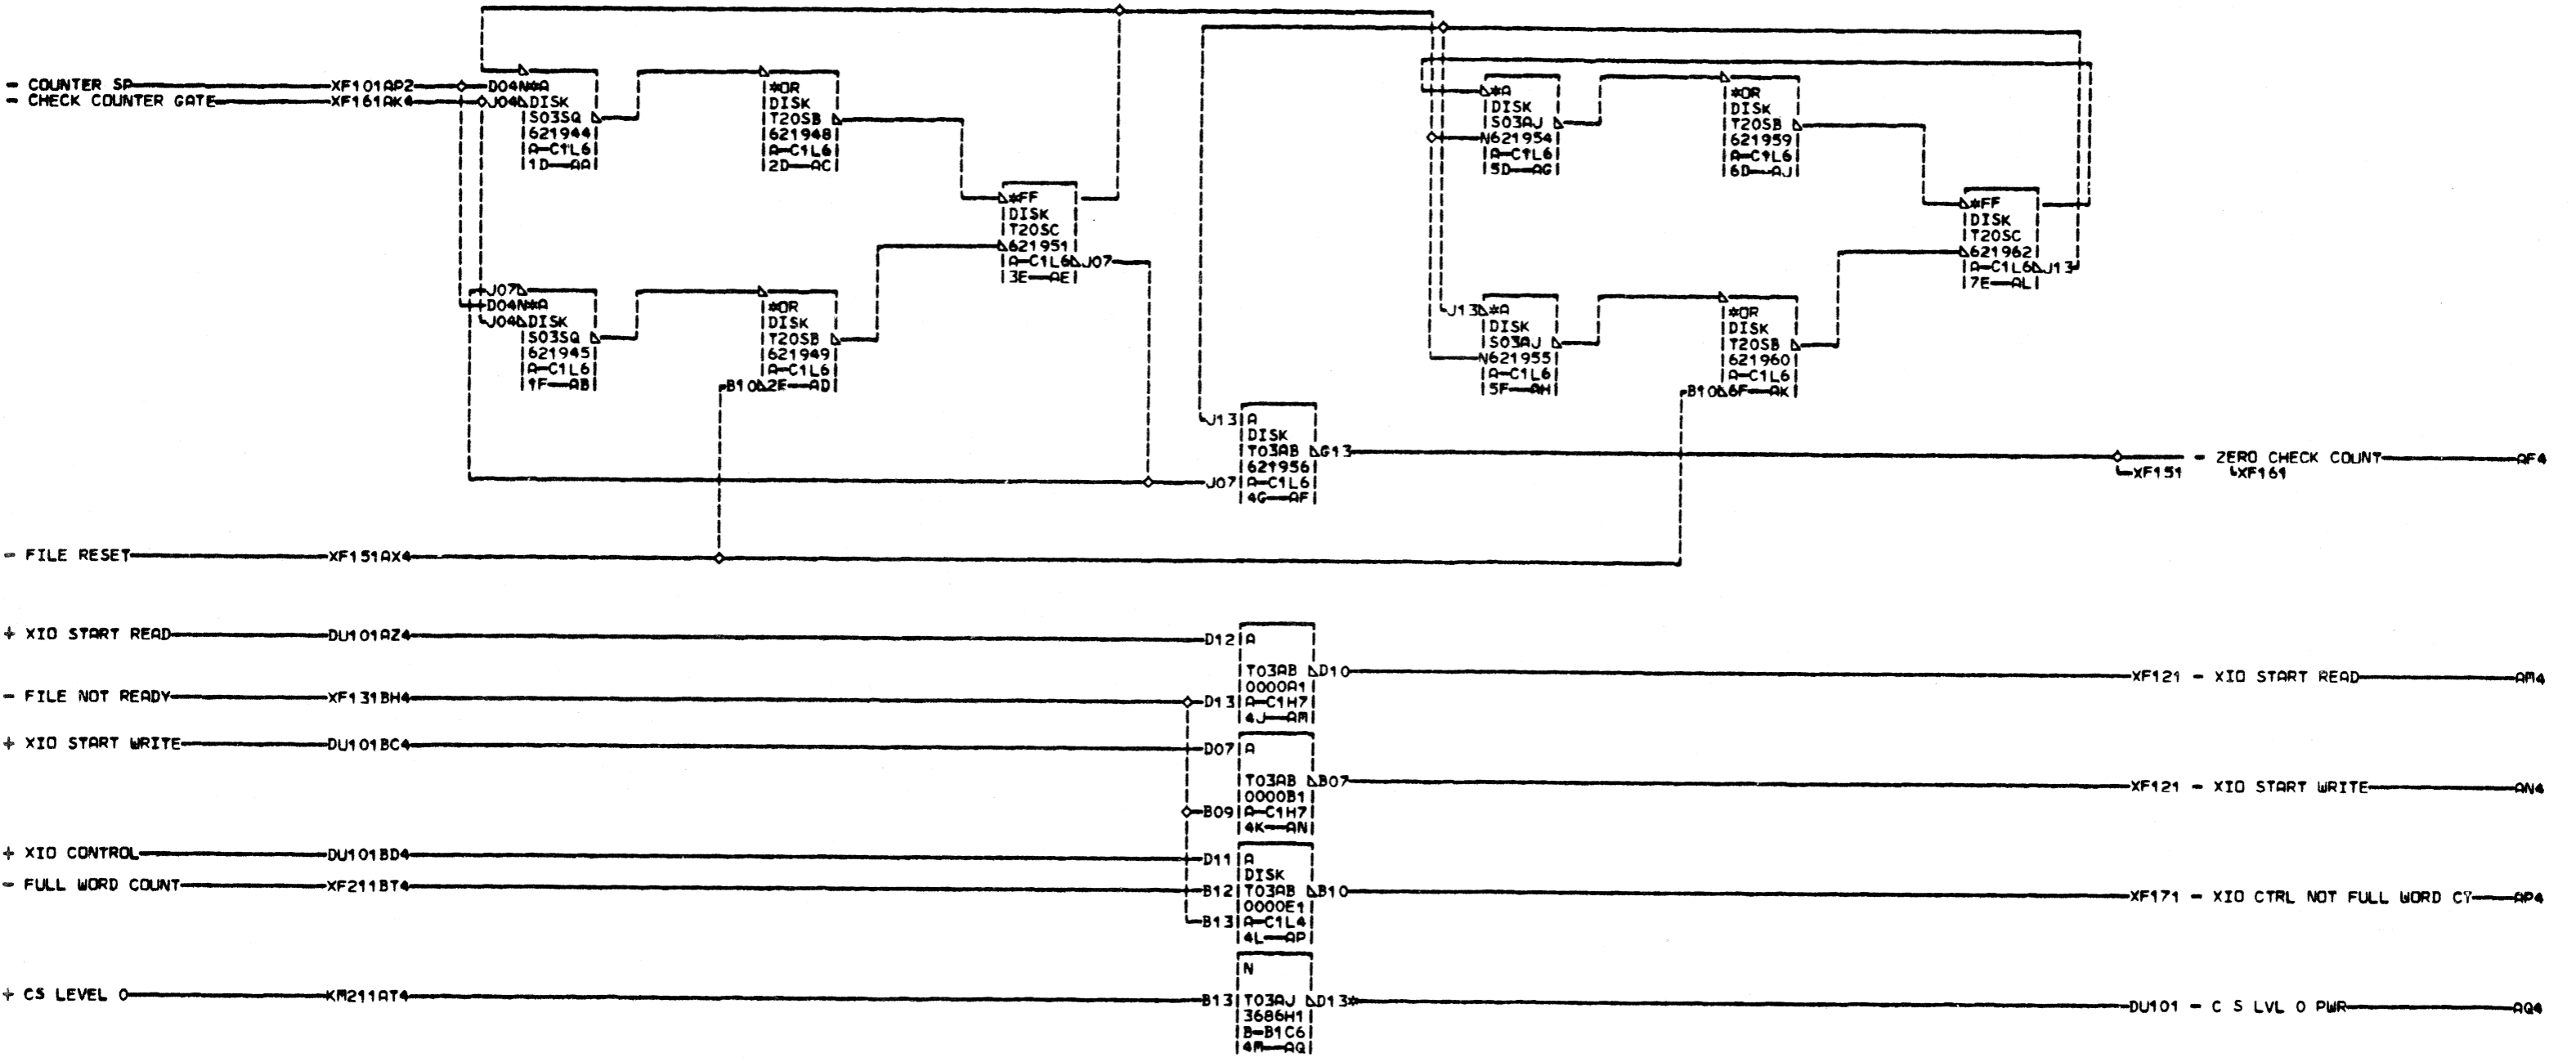 - COUNTER SP XF101AP2 D04N*A
- CHECK COUNTER GATE XF161AK4 J04 DISK
S03SQ
621944
A-C1L6
1D AA
*OR
DISK
T20SB
621948
A-C1L6
2D AC
*FF
DISK
T20SC
621951
A-C1L6 J07
3E AE
J07
D04N*A
J04 DISK
S03SQ
621945
A-C1L6
1F AB
*OR
DISK
T20SB
621949
A-C1L6
B10 2E AD
*A
DISK
S03AJ
N621954
A-C1L6
5D AG
*OR
DISK
T20SB
621959
A-C1L6
6D AJ
*FF
DISK
T20SC
621962
A-C1L6 J13
7E AL
J13 *A
DISK
S03AJ
N621955
A-C1L6
5F AH
*OR
DISK
T20SB
621960
A-C1L6
B10 6F AK
J13 A
DISK
T03AB G13
621956
J07 A-C1L6
4G AF
- ZERO CHECK COUNT AF4
XF151 XF161
- FILE RESET XF151AX4
+ XIO START READ DU101AZ4 D12 A
T03AB D10 XF121 - XIO START READ AM4
0000A1
- FILE NOT READY XF131BH4 D13 A-C1H7
4J AM
+ XIO START WRITE DU101BC4 D07 A
T03AB B07 XF121 - XIO START WRITE AN4
0000B1
B09 A-C1H7
4K AN
+ XIO CONTROL DU101BD4 D11 A
DISK
- FULL WORD COUNT XF211BT4 B12 T03AB B10 XF171 - XIO CTRL NOT FULL WORD CY AP4
0000E1
B13 A-C1L4
4L AP
N
+ CS LEVEL 0 KM211AT4 B13 T03AJ D13* DU101 - C S LVL 0 PWR AQ4
3686H1
B-B1C6
4M AQ